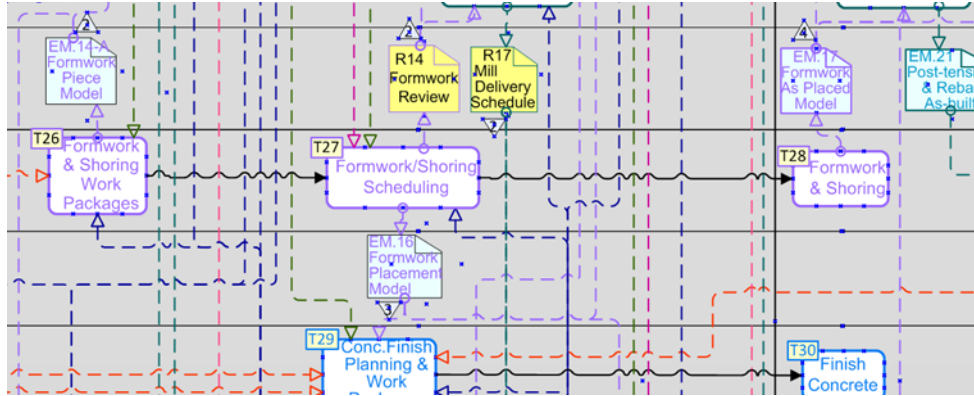 2
EM.14-A
Formwork
Piece
Model
2
R14
Formwork
Review
R17
Mill
Delivery
Schedule
4
EM.17
Formwork
As Placed
Model
EM.21
Post-tens
& Reba
As-buil
T26
Formwork
& Shoring
Work
Packages
T27
Formwork/Shoring
Scheduling
T28
Formwork
& Shoring
EM.16
Formwork
Placement
Model
3
T29
Conc.Finish
Planning &
Work
T30
Finish
Concrete